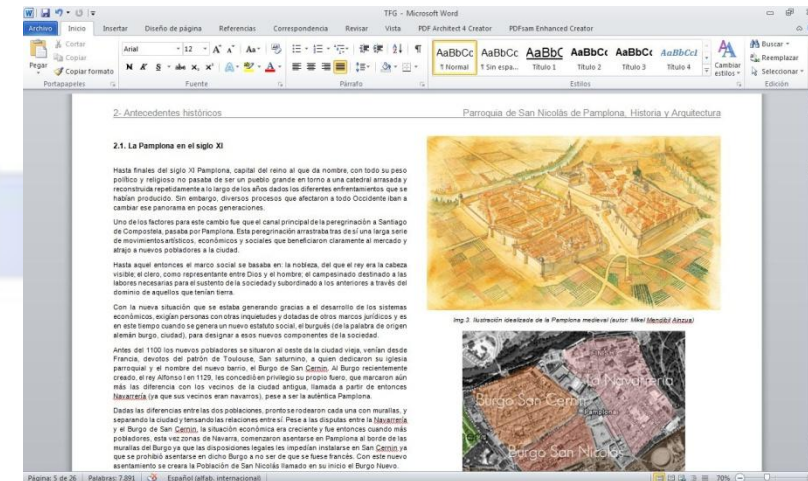 TFG - Microsoft Word
Archivo Inicio Insertar Diseño de página Referencias Correspondencia Revisar Vista PDF Architect 4 Creator PDFsam Enhanced Creator
Pegar
Cortar
Copiar
Copiar formato
Portapapeles
Arial 12
N K S abc
Fuente
Párrafo
AaBbCc AaBbCc AaBbC AaBbCc AaBbCc AaBbCcI
¶ Normal ¶ Sin espa... Título 1 Título 2 Título 3 Título 4
Cambiar estilos
Estilos
Buscar
Reemplazar
Seleccionar
Edición
2- Antecedentes históricos Parroquia de San Nicolás de Pamplona, Historia y Arquitectura
2.1. La Pamplona en el siglo XI
Hasta finales del siglo XI Pamplona, capital del reino al que da nombre, con todo su peso
político y religioso no pasaba de ser un pueblo grande en torno a una catedral arrasada y
reconstruida repetidamente a lo largo de los años dados los diferentes enfrentamientos que se
habían producido. Sin embargo, diversos procesos que afectaron a todo Occidente iban a
cambiar ese panorama en pocas generaciones.
Uno de los factores para este cambio fue que el canal principal de la peregrinación a Santiago
de Compostela, pasaba por Pamplona. Esta peregrinación arrastraba tras de sí una larga serie
de movimientos artísticos, económicos y sociales que beneficiaron claramente al mercado y
atrajo a nuevos pobladores a la ciudad.
Hasta aquel entonces el marco social se basaba en: la nobleza, del que el rey era la cabeza
visible; el clero, como representante entre Dios y el hombre; el campesinado destinado a las
labores necesarias para el sustento de la sociedad y subordinado a los anteriores a través del
dominio de aquellos que tenían tierra.
Con la nueva situación que se estaba generando gracias a el desarrollo de los sistemas
económicos, exigían personas con otras inquietudes y dotadas de otros marcos jurídicos y es
en este tiempo cuando se genera un nuevo estatuto social, el burgués (de la palabra de origen
alemán burgo, ciudad), para designar a esos nuevos componentes de la sociedad.
Antes del 1100 los nuevos pobladores se situaron al oeste de la ciudad vieja, venían desde
Francia, devotos del patrón de Toulouse, San saturnino, a quien dedicaron su iglesia
parroquial y el nombre del nuevo barrio, el Burgo de San Cernin. Al Burgo recientemente
creado, el rey Alfonso I en 1129, les concedió en privilegio su propio fuero, que marcaron aún
más las diferencia con los vecinos de la ciudad antigua, llamada a partir de entonces
Navarrería (ya que sus vecinos eran navarros), pese a ser la auténtica Pamplona.
Dadas las diferencias entre las dos poblaciones, pronto se rodearon cada una con murallas, y
separando la ciudad y tensando las relaciones entre sí. Pese a las disputas entre la Navarrería
y el Burgo de San Cernin, la situación económica era creciente y fue entonces cuando más
pobladores, esta vez zonas de Navarra, comenzaron asentarse en Pamplona al borde de las
murallas del Burgo ya que las disposiciones legales les impedían instalarse en San Cernin ya
que se prohibió asentarse en dicho Burgo a no ser de que se fuese francés. Con este nuevo
asentamiento se creara la Población de San Nicolás llamado en su inicio el Burgo Nuevo.
Img.3. Ilustración idealizada de la Pamplona medieval (autor: Mikel Mengibil Ainzua)
La Navarrería
Burgo San Cernin
Pamplona
Burgo San Nicolás
Página: 5 de 26 Palabras: 7.891 Español (alfab. internacional) 70%